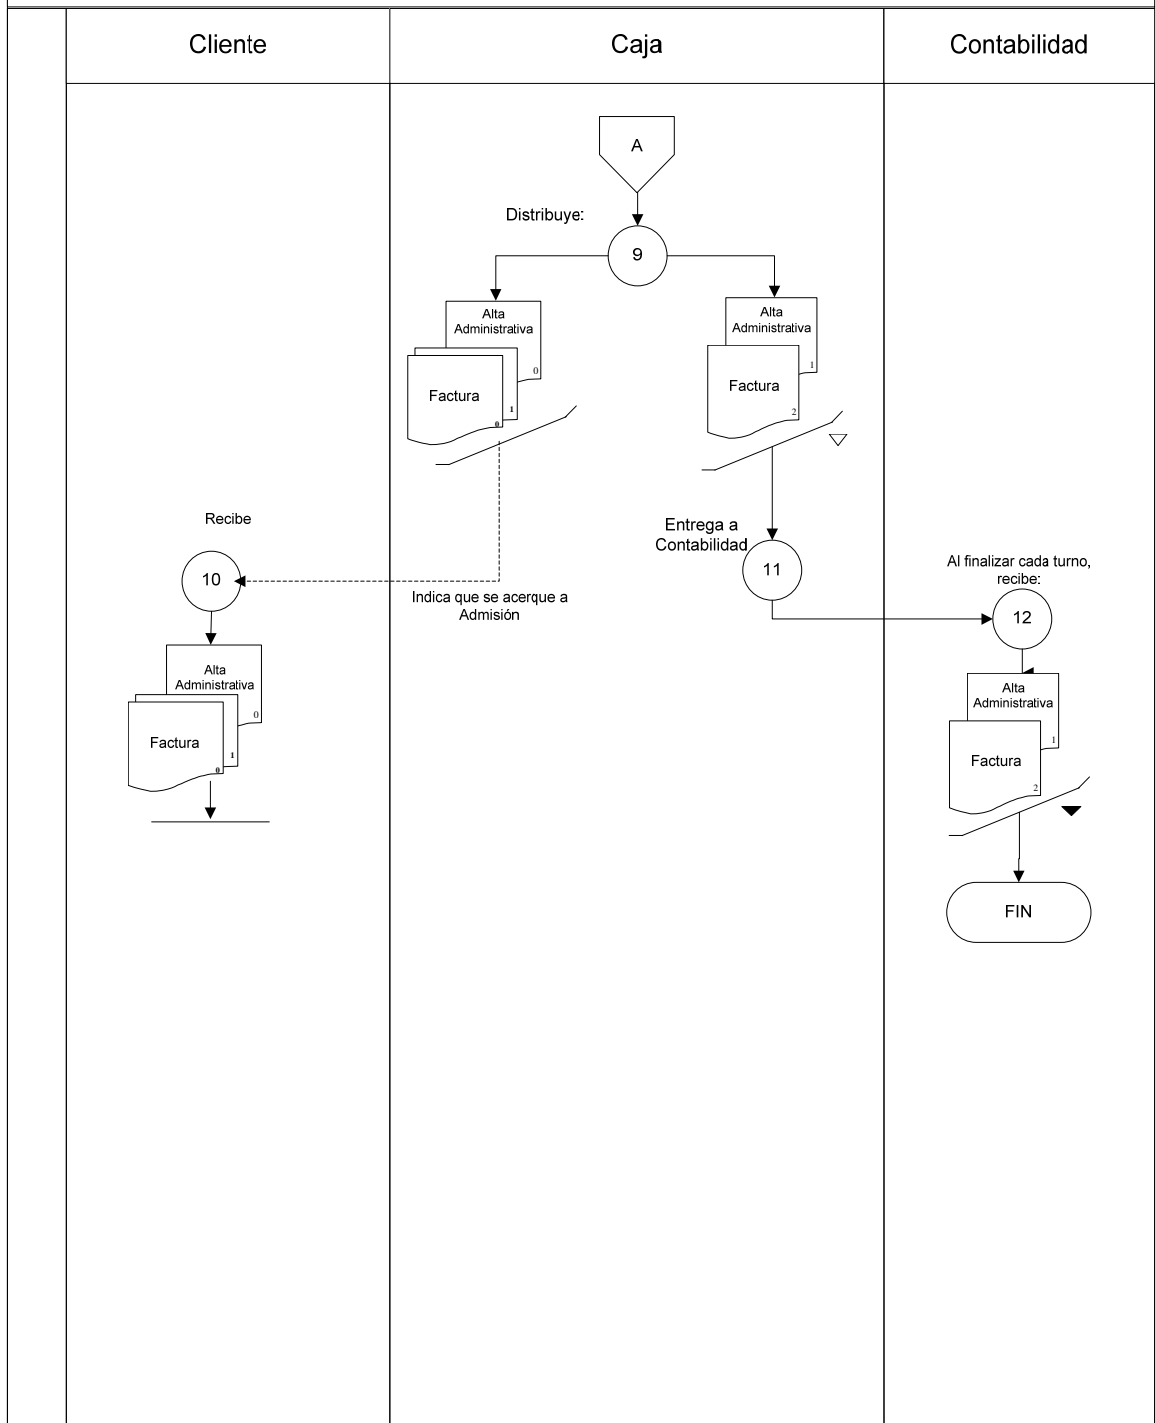 Cliente
Caja
Contabilidad
A
Distribuye:
9
Alta
Administrativa
0
Factura
1
0
Alta
Administrativa
1
Factura
2
Recibe
10
Indica que se acerque a
Admisión
Entrega a
Contabilidad
11
Al finalizar cada turno,
recibe:
12
Alta
Administrativa
0
Factura
1
0
Alta
Administrativa
1
Factura
2
FIN